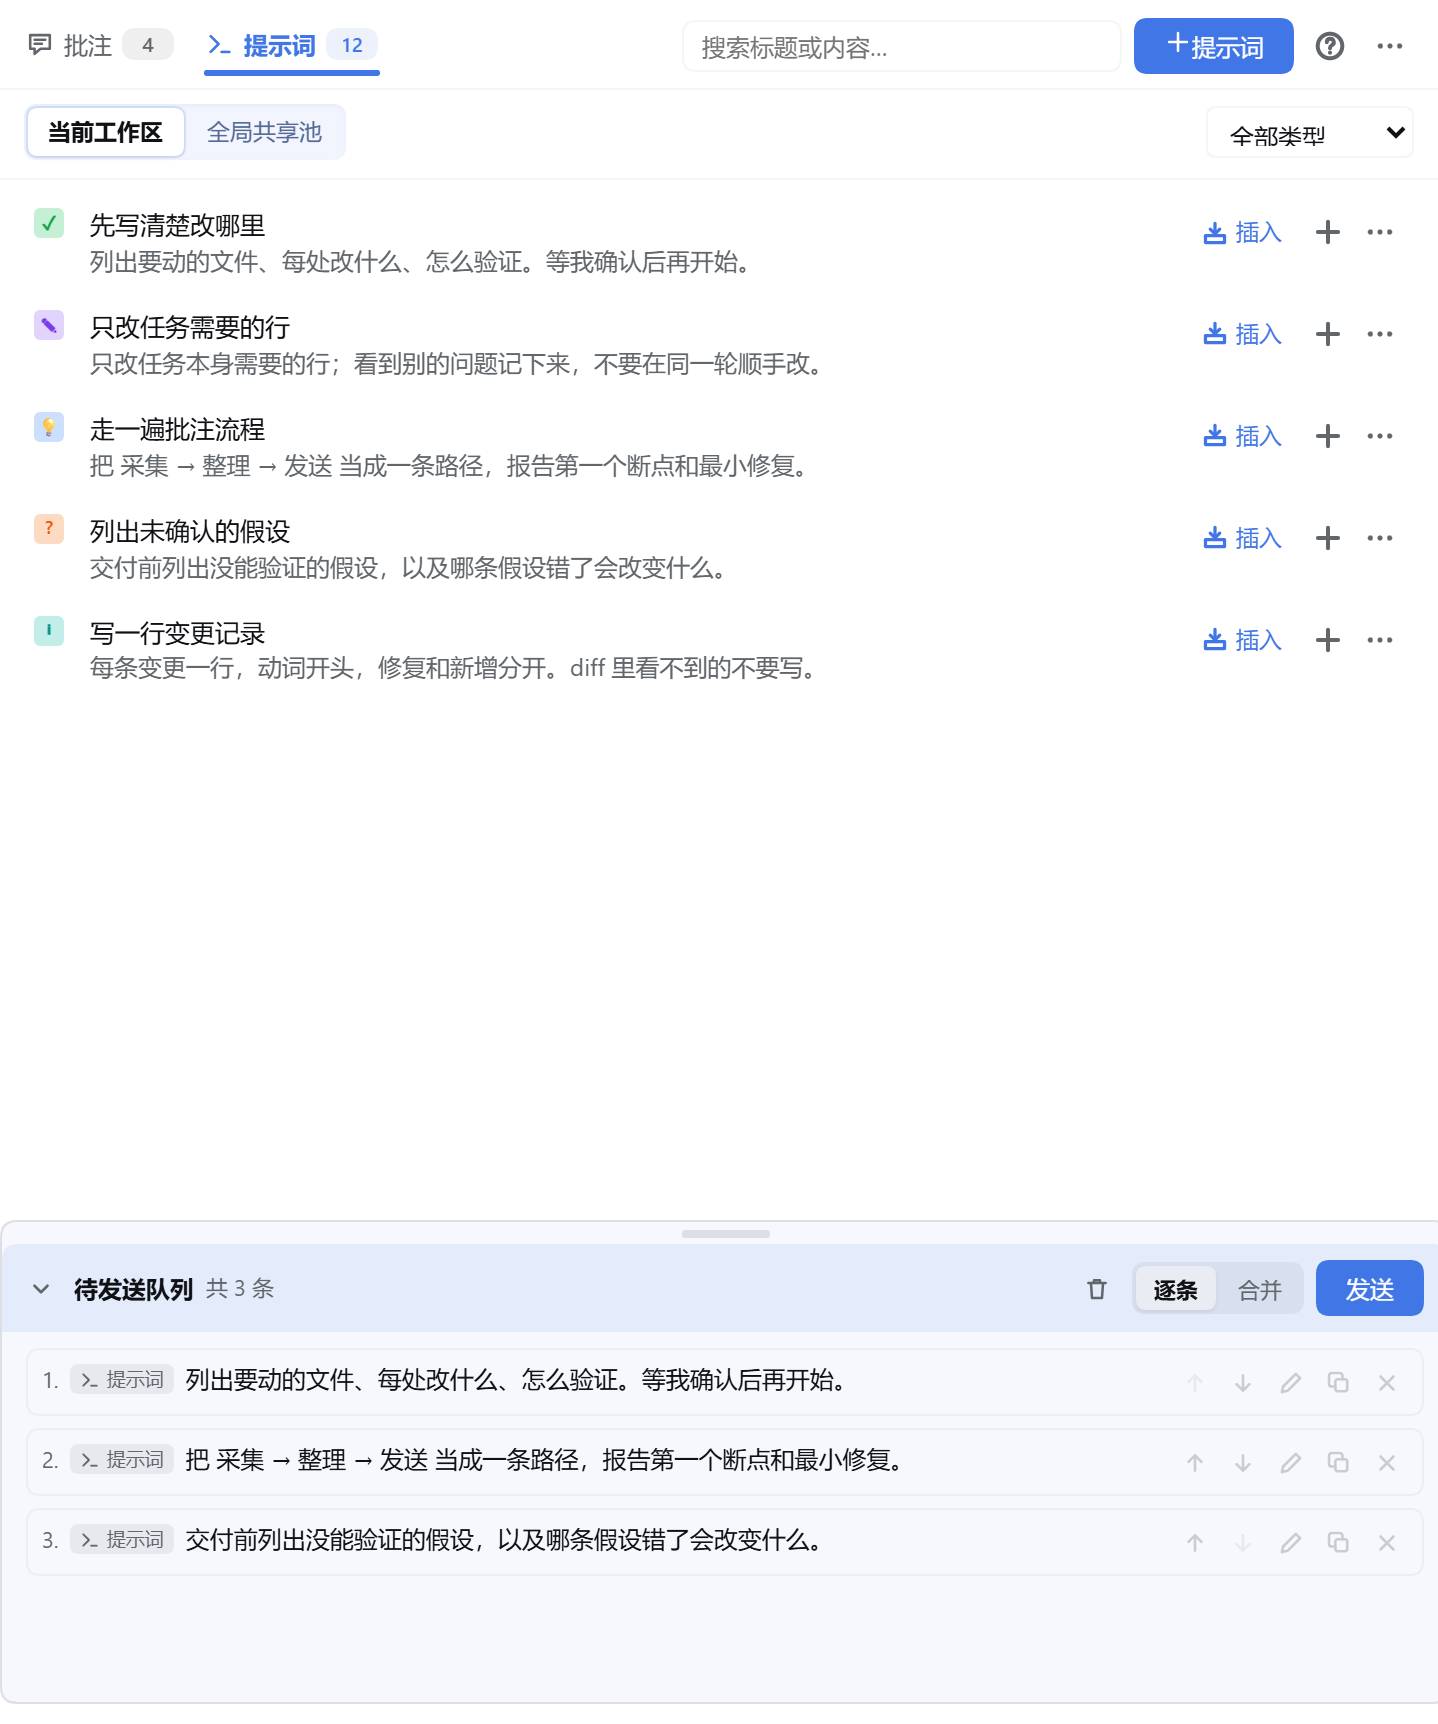 批注 4 提示词 12 搜索标题或内容... +提示词
当前工作区 全局共享池 全部类型
先写清楚改哪里
列出要动的文件、每处改什么、怎么验证。等我确认后再开始。
插入
只改任务需要的行
只改任务本身需要的行；看到别的问题记下来，不要在同一轮顺手改。
插入
走一遍批注流程
把 采集 → 整理 → 发送 当成一条路径，报告第一个断点和最小修复。
插入
列出未确认的假设
交付前列出没能验证的假设，以及哪条假设错了会改变什么。
插入
写一行变更记录
每条变更一行，动词开头，修复和新增分开。diff 里看不到的不要写。
插入
待发送队列 共 3 条 逐条 合并 发送
1. 提示词 列出要动的文件、每处改什么、怎么验证。等我确认后再开始。
2. 提示词 把 采集 → 整理 → 发送 当成一条路径，报告第一个断点和最小修复。
3. 提示词 交付前列出没能验证的假设，以及哪条假设错了会改变什么。